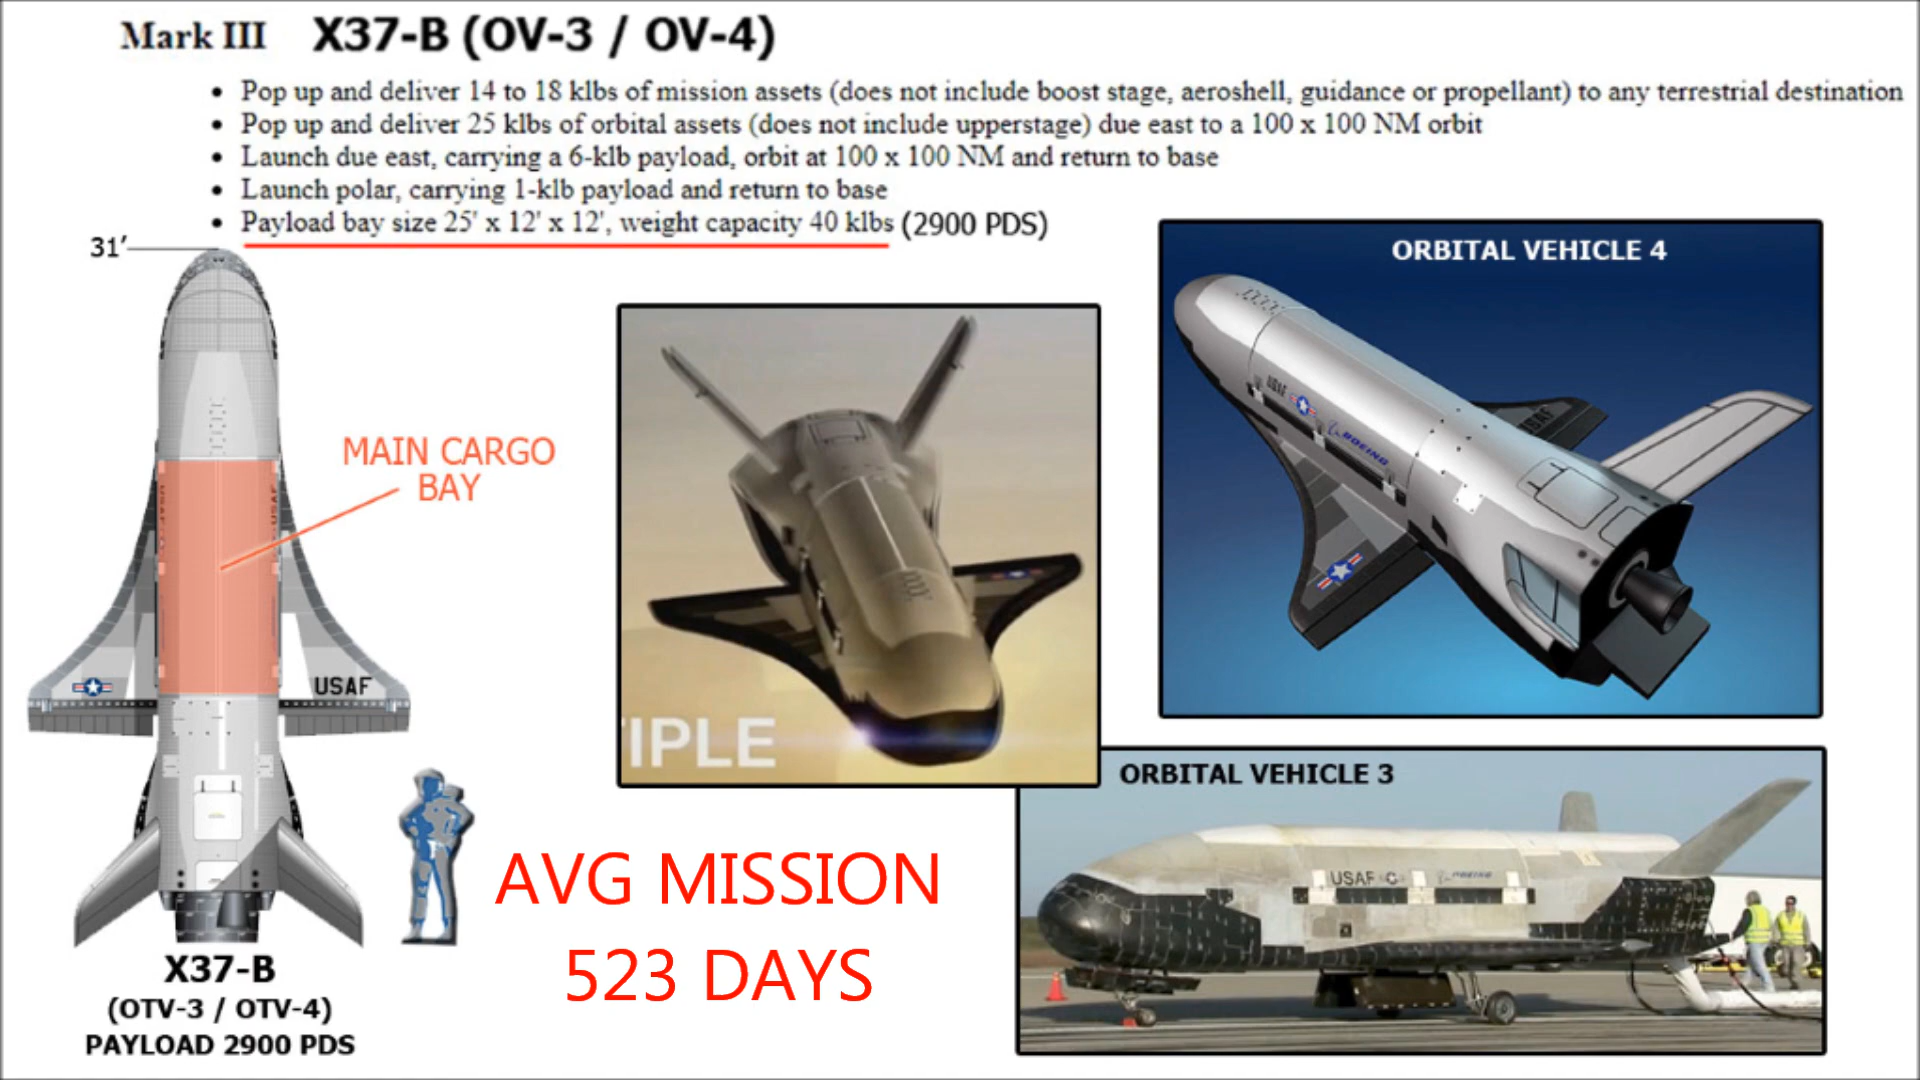 Mark III X37-B (OV-3 / OV-4)
• Pop up and deliver 14 to 18 klbs of mission assets (does not include boost stage, aeroshell, guidance or propellant) to any terrestrial destination
• Pop up and deliver 25 klbs of orbital assets (does not include upperstage) due east to a 100 x 100 NM orbit
• Launch due east, carrying a 6-klb payload, orbit at 100 x 100 NM and return to base
• Launch polar, carrying 1-klb payload and return to base
• Payload bay size 25' x 12' x 12', weight capacity 40 klbs (2900 PDS)
31'
MAIN CARGO
BAY
USAF
USAF
USAF
X37-B
(OTV-3 / OTV-4)
PAYLOAD 2900 PDS
IPLE
AVG MISSION
523 DAYS
ORBITAL VEHICLE 4
USAF
BOEING
USAF
ORBITAL VEHICLE 3
USAF
BOEING